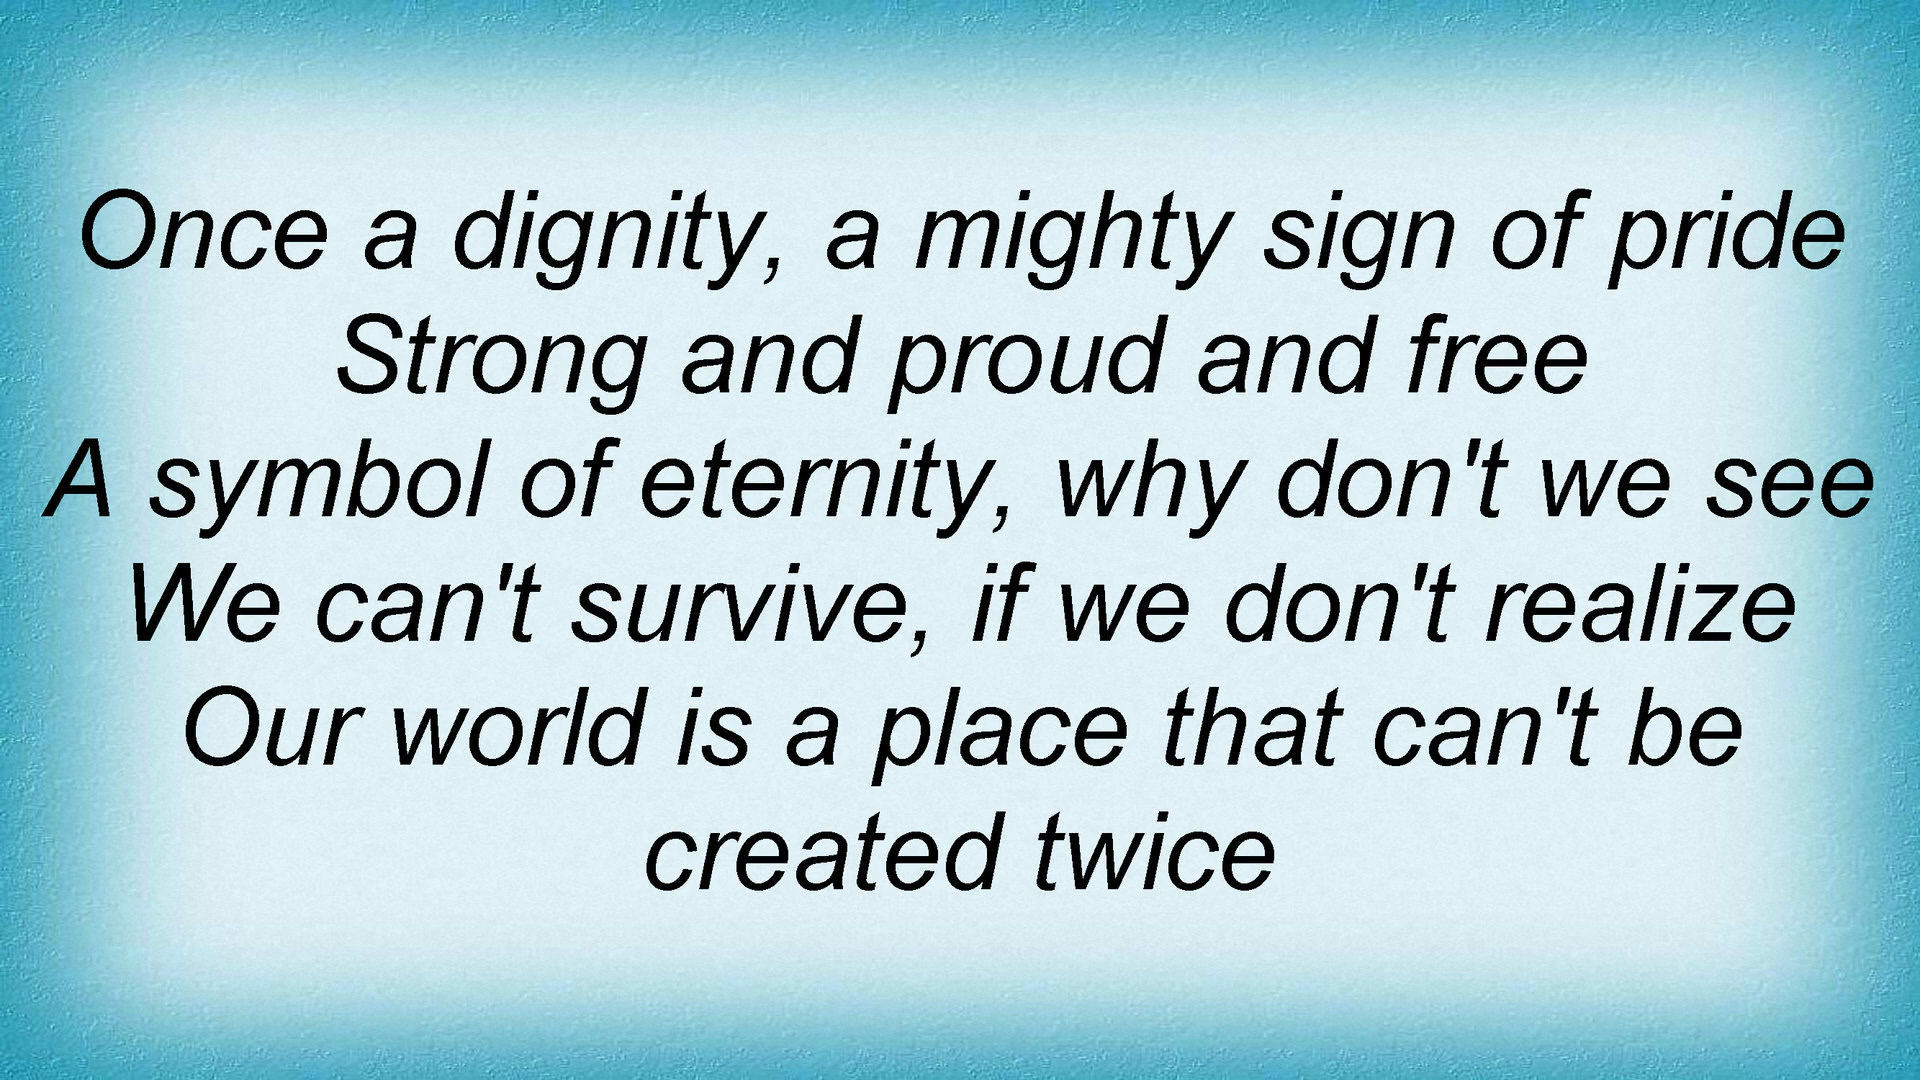 Once a dignity, a mighty sign of pride
Strong and proud and free
A symbol of eternity, why don't we see
We can't survive, if we don't realize
Our world is a place that can't be
created twice